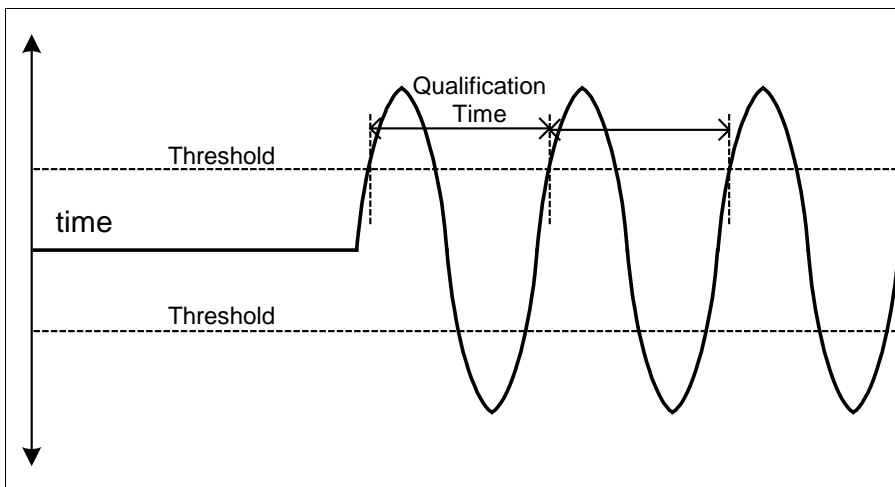 Qualification
Time
Threshold
time
Threshold